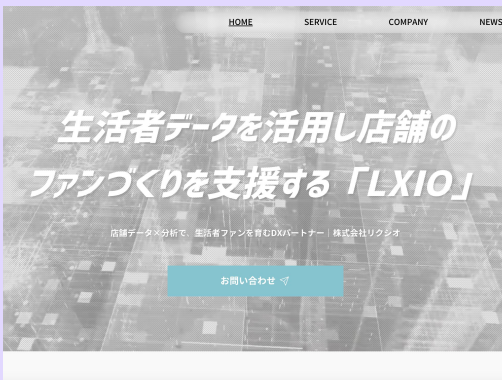 HOME SERVICE COMPANY NEWS
生活者データを活用し店舗の
ファンづくりを支援する「LXIO」
店舗データ×分析で、生活者ファンを育むDXパートナー｜株式会社リクシオ
お問い合わせ